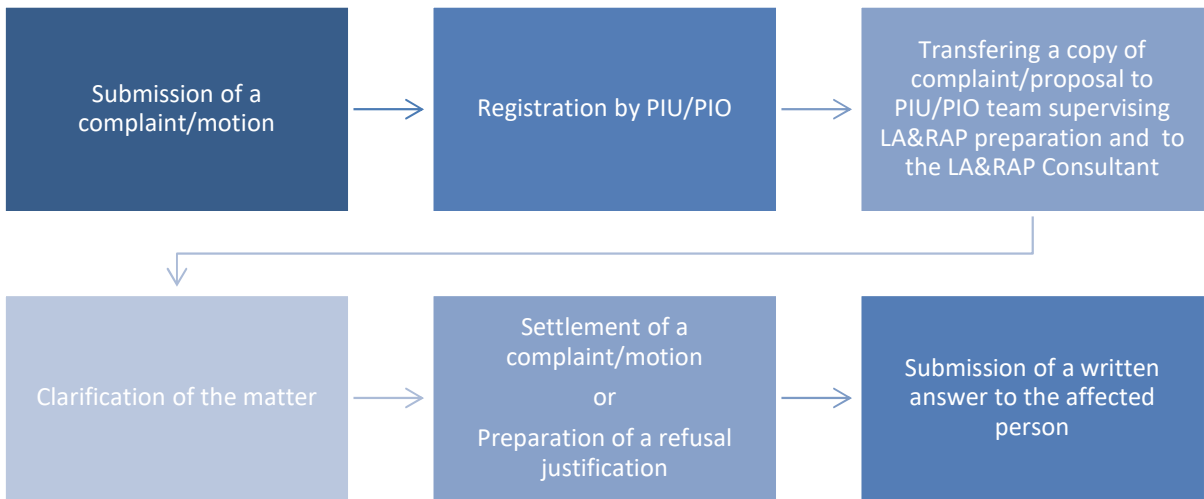 Submission of a
complaint/motion
Registration by PIU/PIO
Transfering a copy of
complaint/proposal to
PIU/PIO team supervising
LA&RAP preparation and to
the LA&RAP Consultant
Clarification of the matter
Settlement of a
complaint/motion
or
Preparation of a refusal
justification
Submission of a written
answer to the affected
person